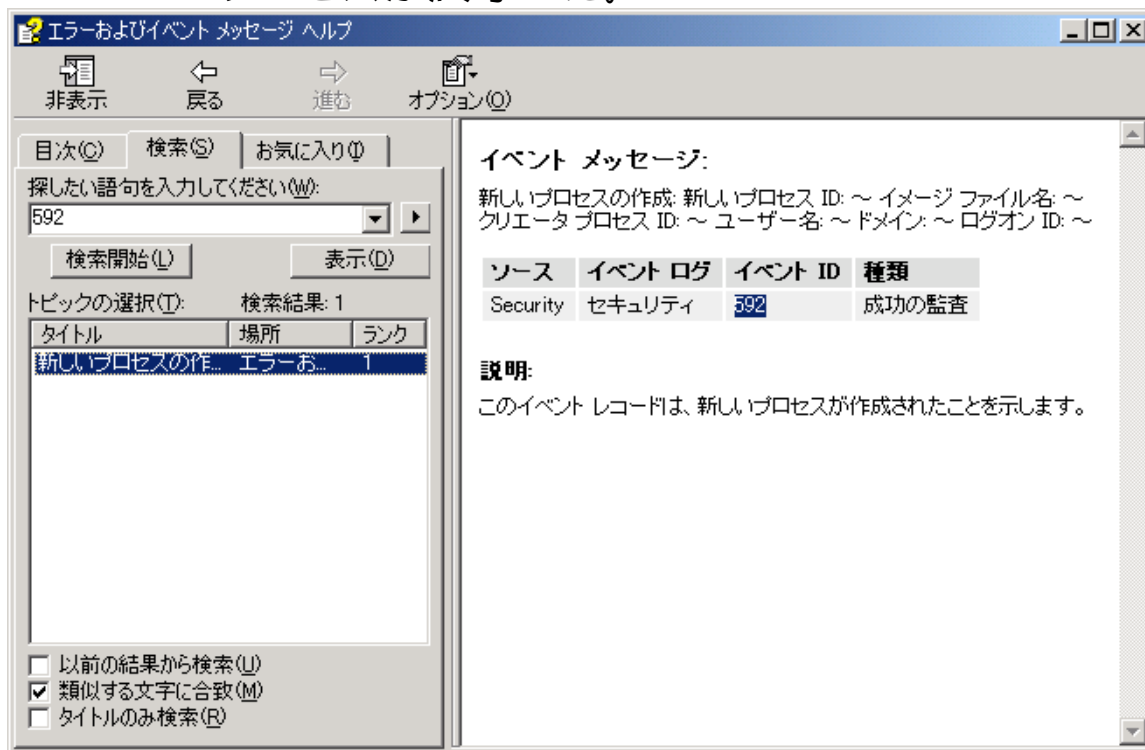 エラーおよびイベント メッセージ ヘルプ
非表示
戻る
進む
オプション(O)
目次(C)
検索(S)
お気に入り(I)
探したい語句を入力してください(W):
592
検索開始(L)
表示(D)
トピックの選択(T):
検索結果: 1
タイトル
場所
ランク
新しいプロセスの作...
エラーお...
1
以前の結果から検索(U)
類似する文字に合致(M)
タイトルのみ検索(R)
イベント メッセージ:
新しいプロセスの作成: 新しいプロセス ID: ～ イメージ ファイル名: ～
クリエータ プロセス ID: ～ ユーザー名: ～ ドメイン: ～ ログオン ID: ～
ソース イベント ログ イベント ID 種類
Security セキュリティ 592 成功の監査
説明:
このイベント レコードは、新しいプロセスが作成されたことを示します。